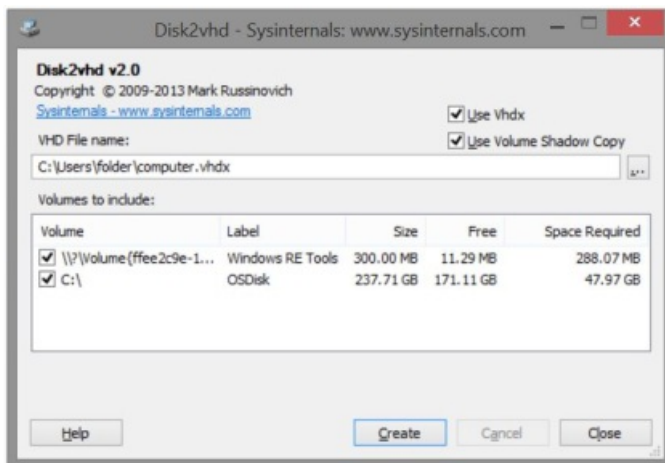 Disk2vhd - Sysinternals: www.sysinternals.com
Disk2vhd v2.0
Copyright © 2009-2013 Mark Russinovich
Sysinternals - www.sysinternals.com
Use Vhdx
VHD File name:
Use Volume Shadow Copy
C:\Users\folder\computer.vhdx
...
Volumes to include:
Volume Label Size Free Space Required
\\?\Volume{ffee2c9e-1... Windows RE Tools 300.00 MB 11.29 MB 288.07 MB
C:\ OSDisk 237.71 GB 171.11 GB 47.97 GB
Help Create Cancel Close